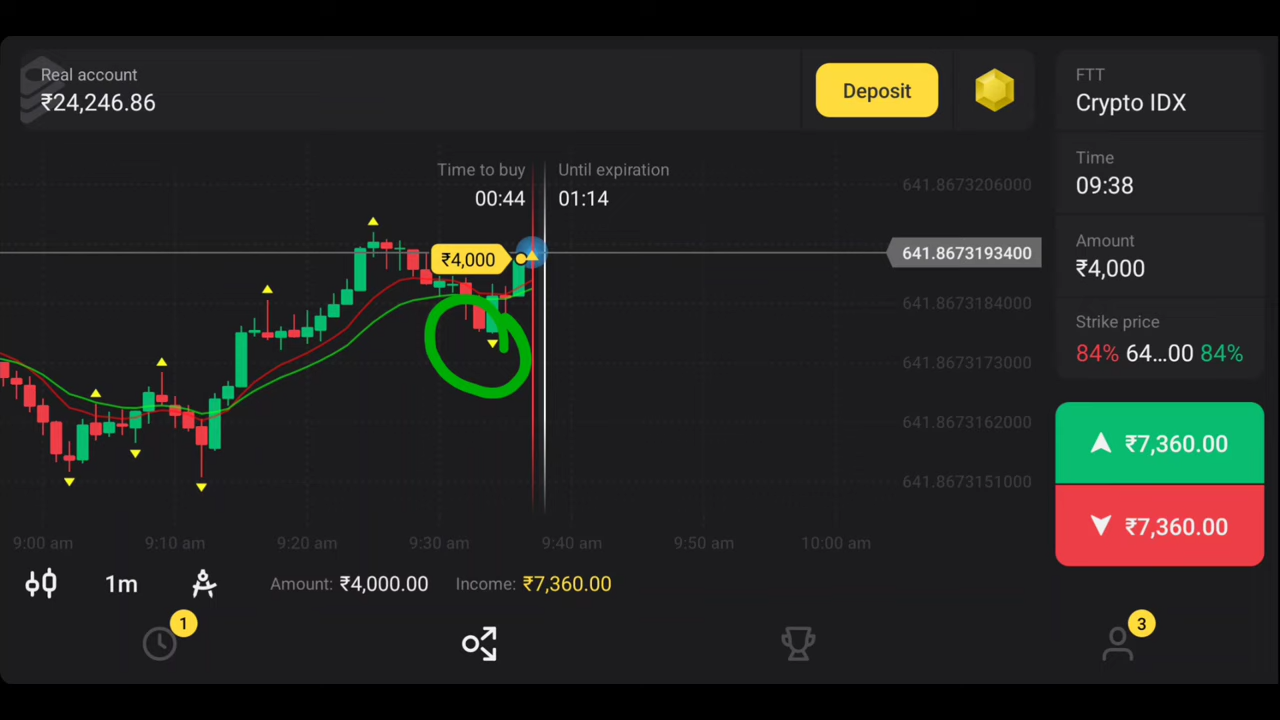 Real account
₹24,246.86
Deposit
FTT
Crypto IDX
Time to buy
00:44
Until expiration
01:14
Time
09:38
Amount
₹4,000
Strike price
84% 64...00 84%
₹7,360.00
₹7,360.00
641.8673206000
641.8673193400
641.8673184000
641.8673173000
641.8673162000
641.8673151000
₹4,000
9:00 am 9:10 am 9:20 am 9:30 am 9:40 am 9:50 am 10:00 am
1m
Amount: ₹4,000.00 Income: ₹7,360.00
1
3